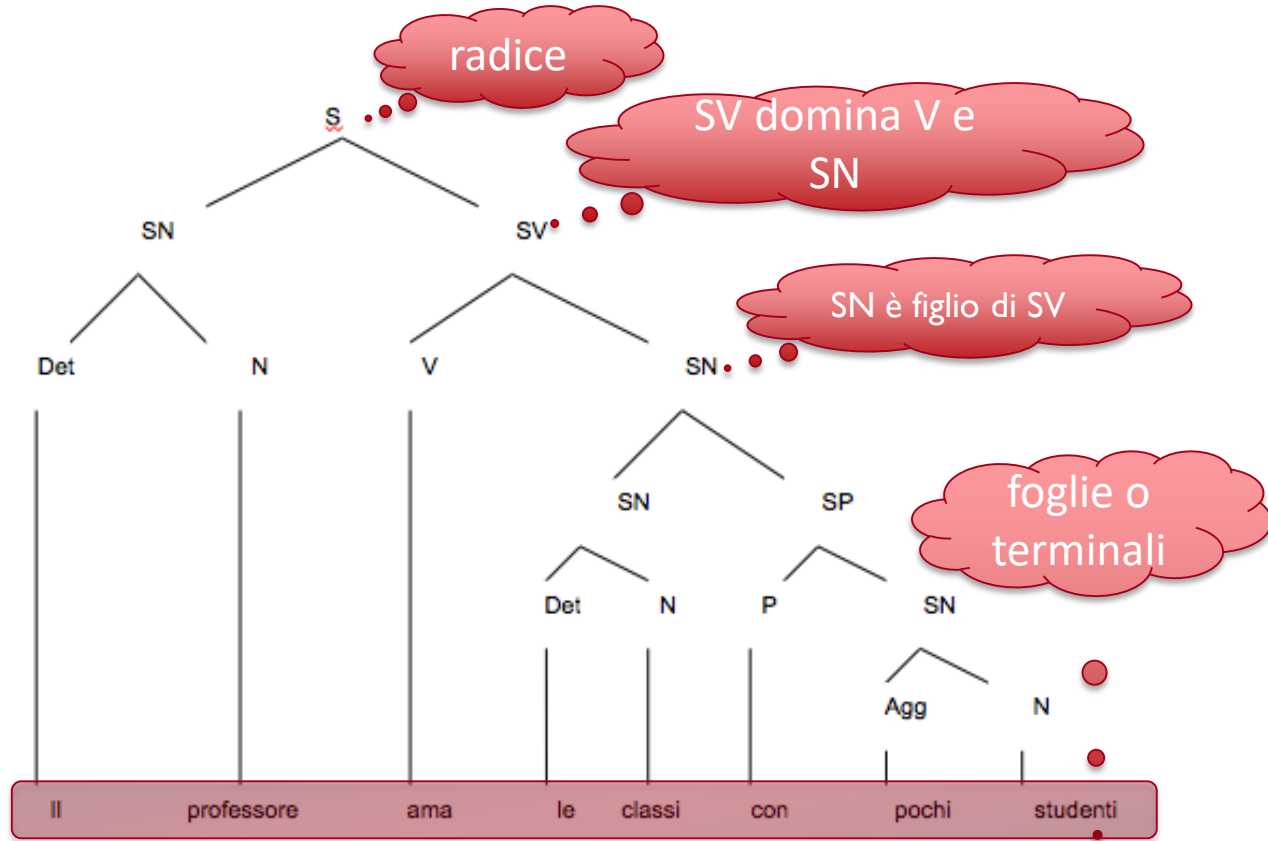 radice
S
SV domina V e
SN
SN SV
SN è figlio di SV
Det N V SN
SN SP
foglie o
terminali
Det N P SN
Agg N
Il professore ama le classi con pochi studenti